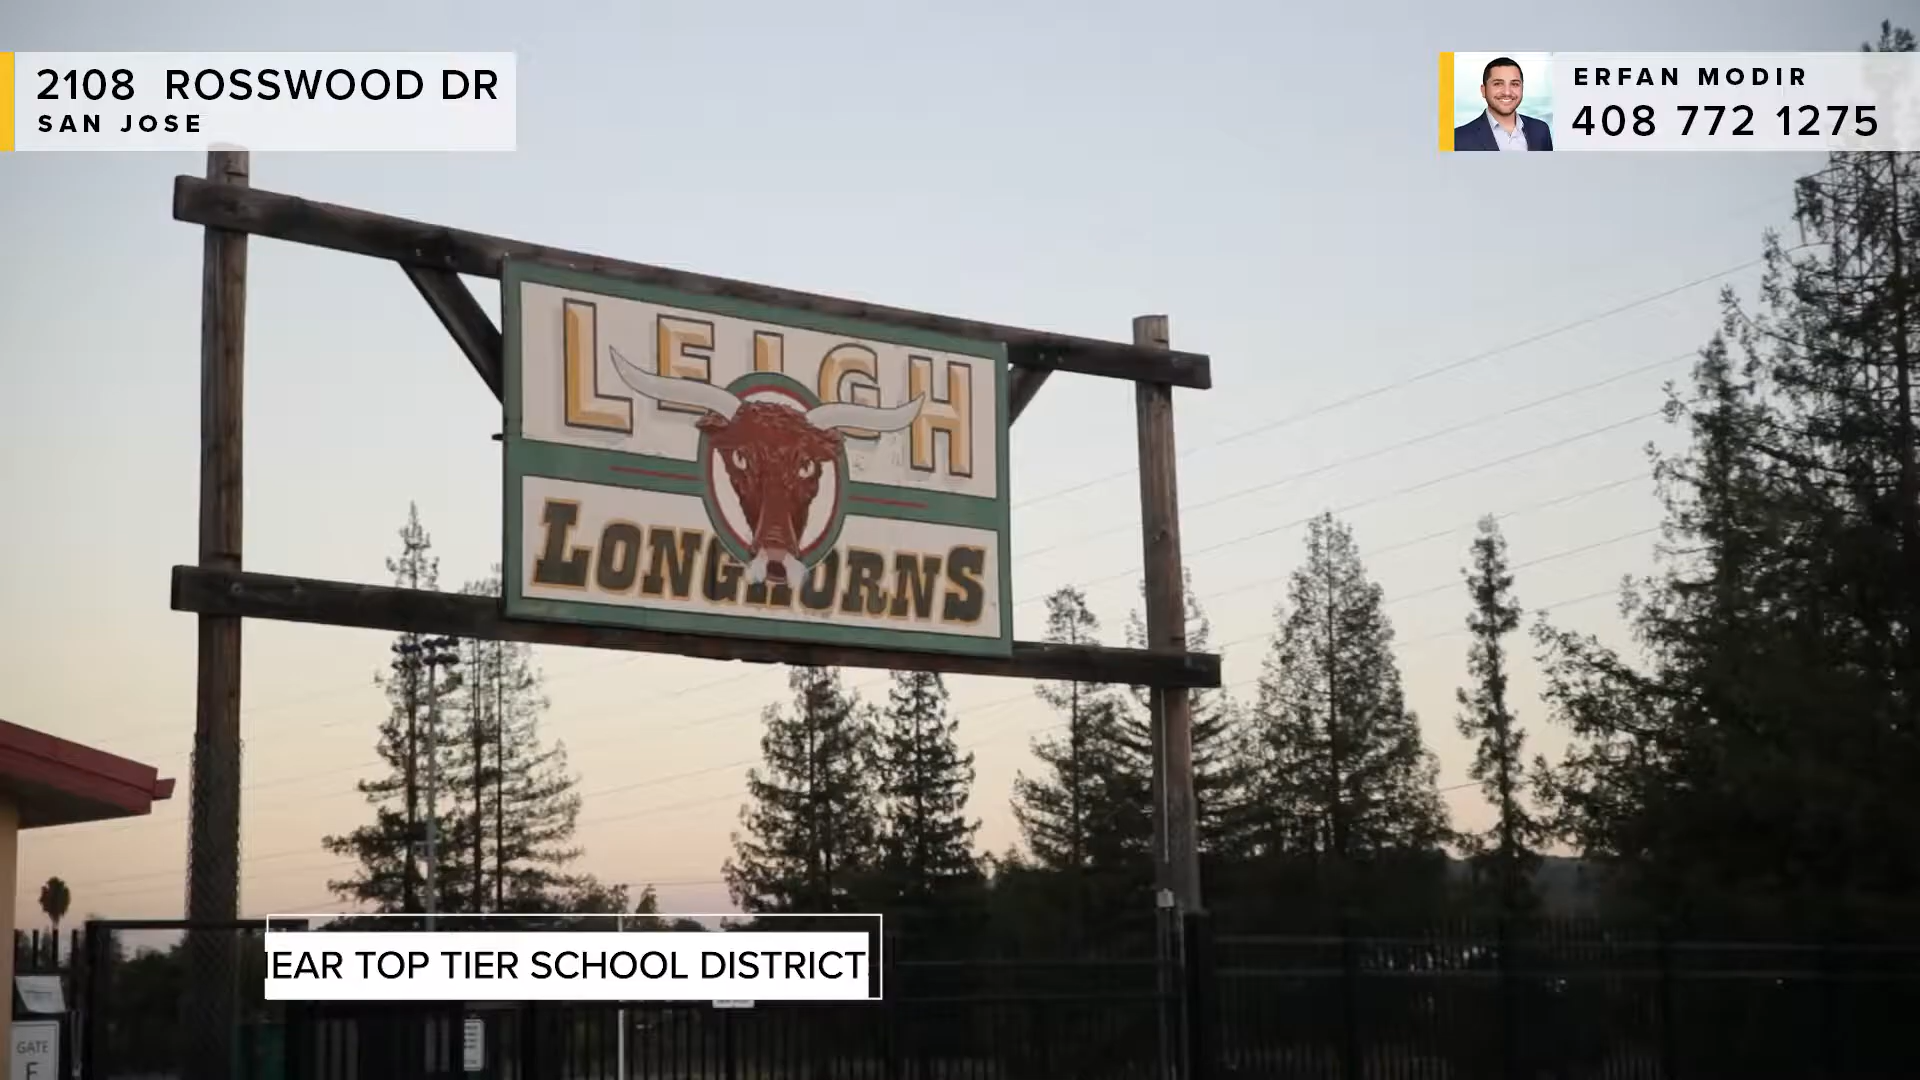 2108 ROSSWOOD DR
SAN JOSE
ERFAN MODIR
408 772 1275
LEIGH
LONGHORNS
EAR TOP TIER SCHOOL DISTRICT
GATE
F